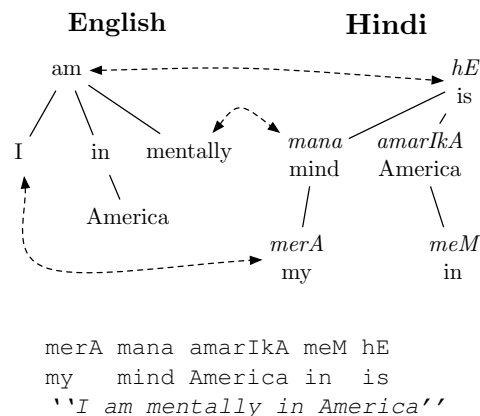 English Hindi
am hE
is
I in mentally mana amarIkA
mind America
America
merA meM
my in
merA mana amarIkA meM hE
my mind America in is
‘‘I am mentally in America’’